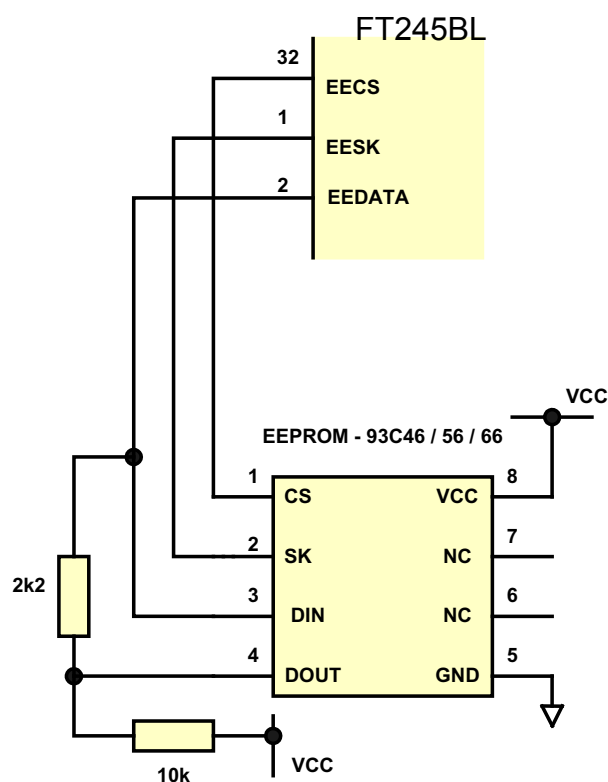 FT245BL
32
EECS
1
EESK
2
EEDATA
VCC
EEPROM - 93C46 / 56 / 66
1
CS
VCC
8
2
SK
NC
7
2k2
3
DIN
NC
6
4
DOUT
GND
5
VCC
10k